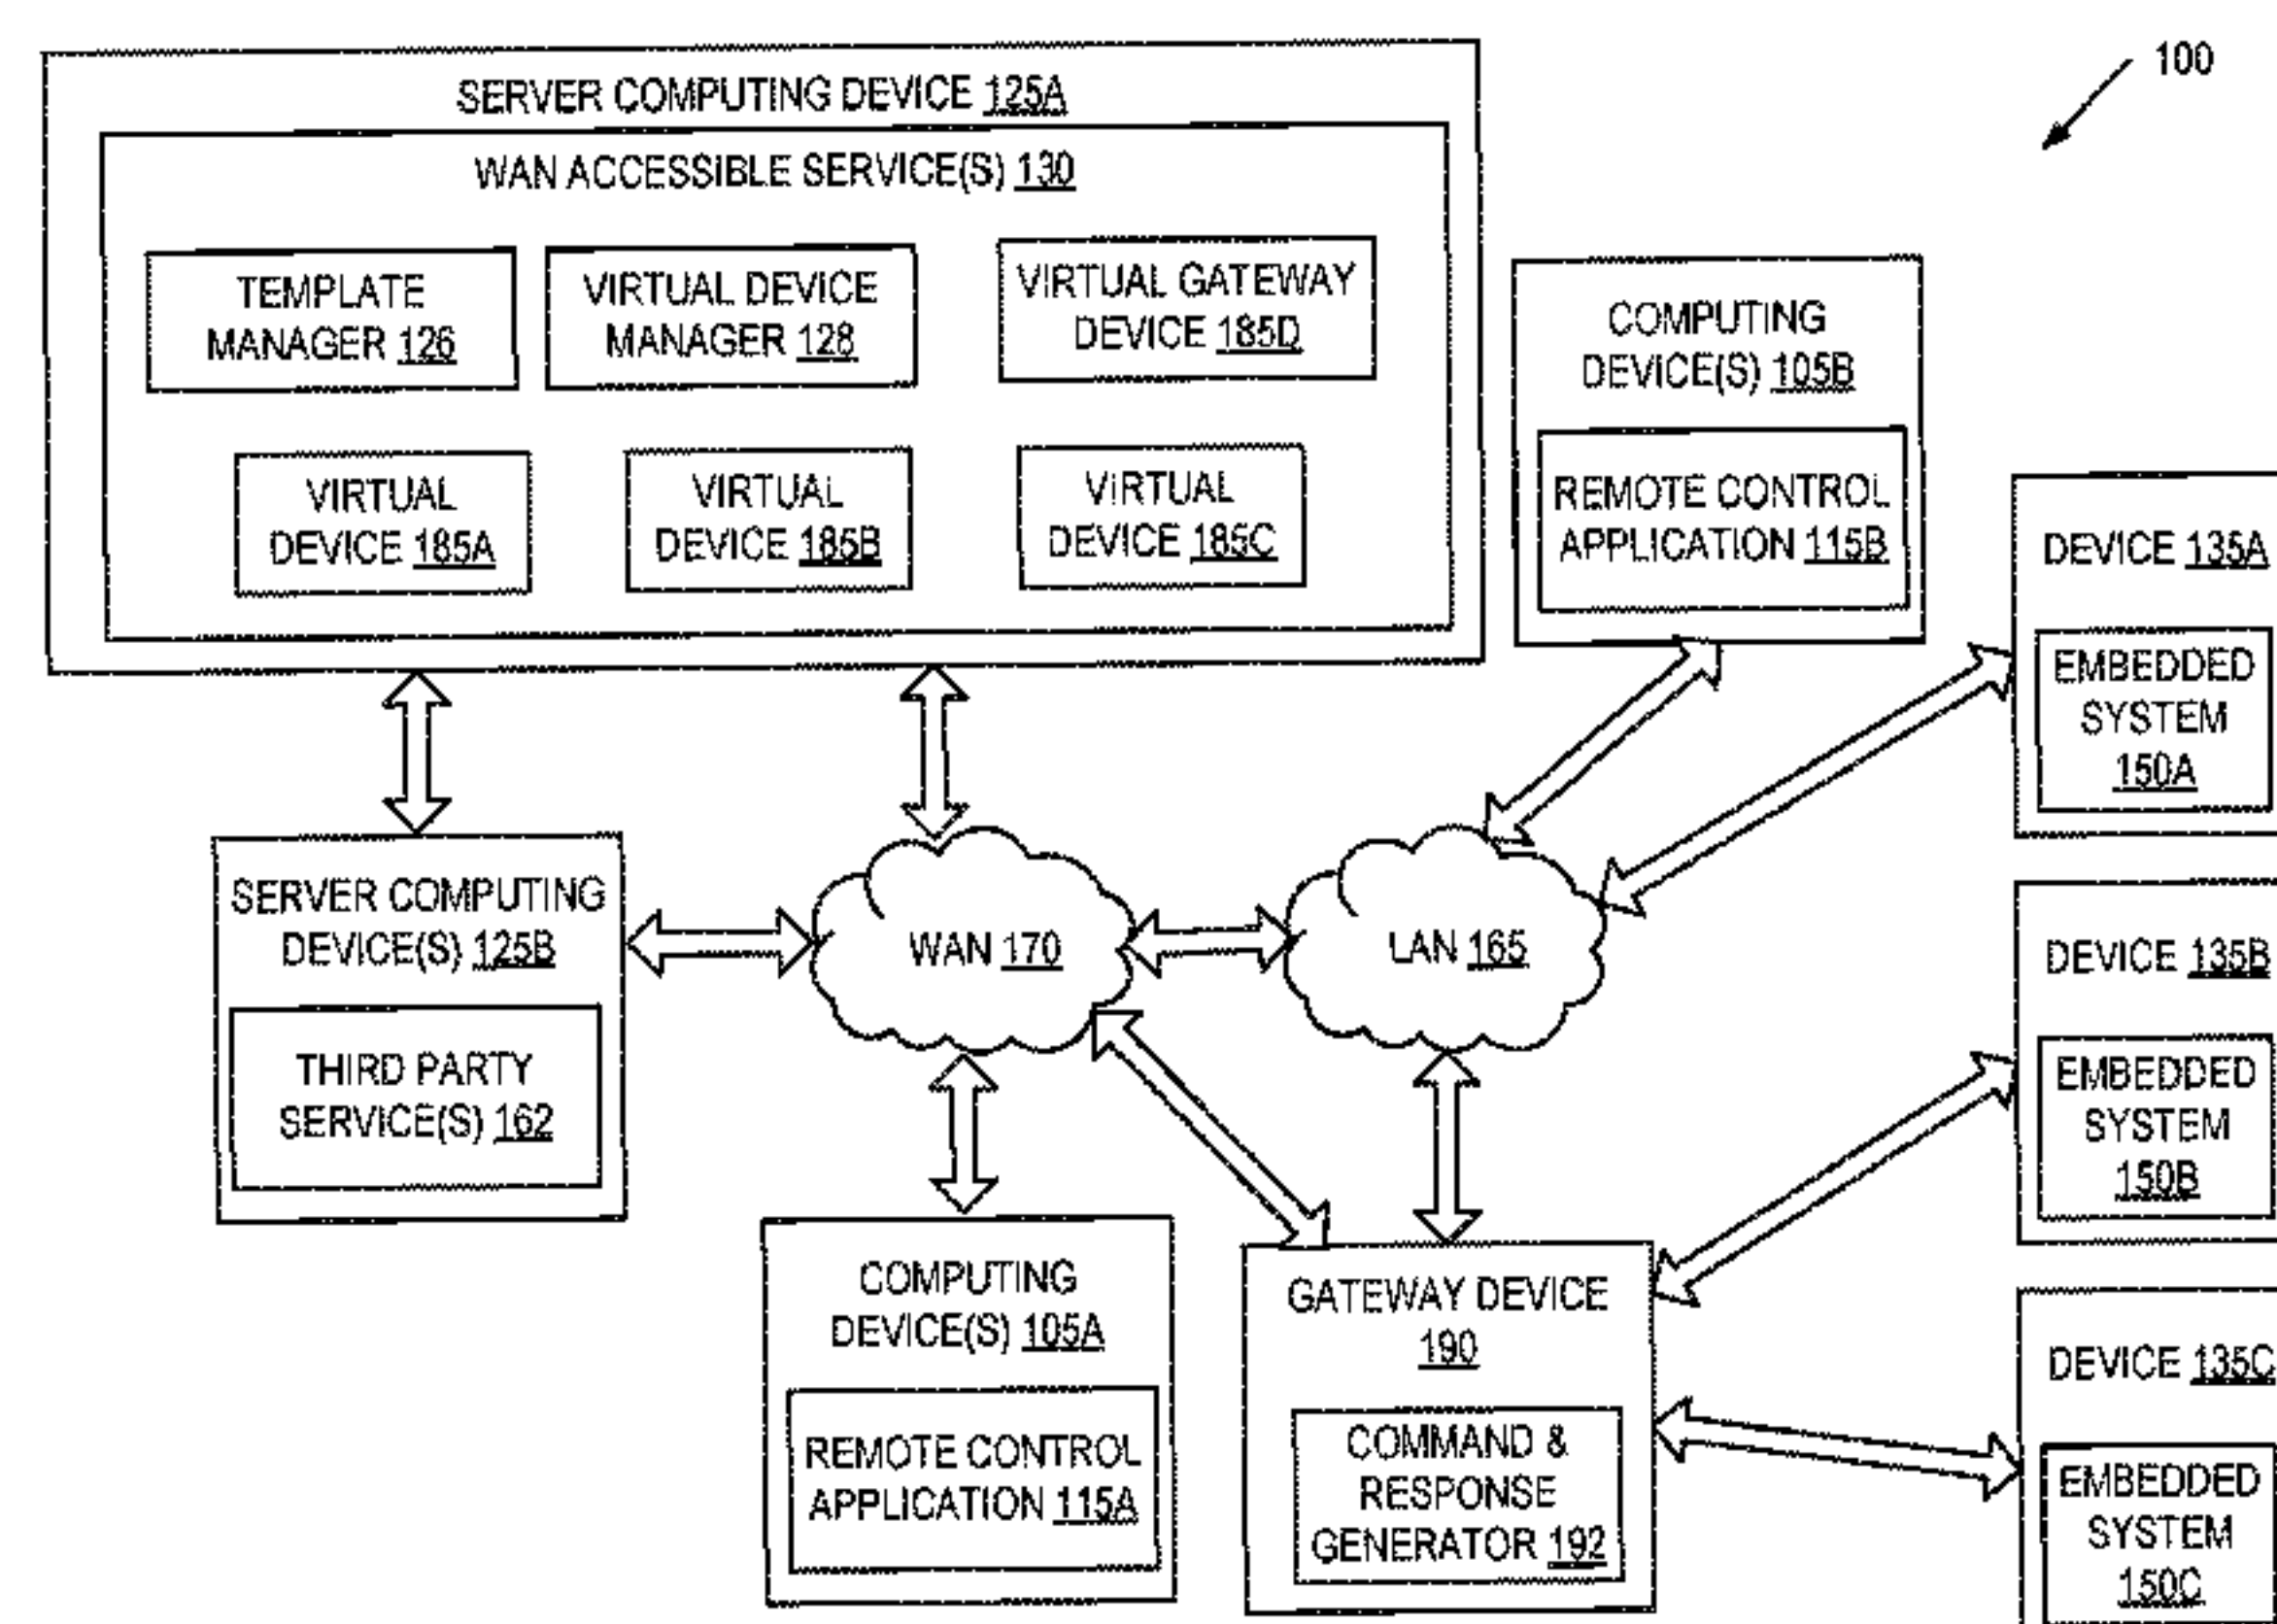 100
SERVER COMPUTING DEVICE 125A
WAN ACCESSIBLE SERVICE(S) 130
TEMPLATE
MANAGER 126
VIRTUAL DEVICE
MANAGER 128
VIRTUAL GATEWAY
DEVICE 185D
VIRTUAL
DEVICE 185A
VIRTUAL
DEVICE 185B
VIRTUAL
DEVICE 185C
COMPUTING
DEVICE(S) 105B
REMOTE CONTROL
APPLICATION 115B
DEVICE 135A
EMBEDDED
SYSTEM
150A
SERVER COMPUTING
DEVICE(S) 125B
THIRD PARTY
SERVICE(S) 162
WAN 170
LAN 165
DEVICE 135B
EMBEDDED
SYSTEM
150B
COMPUTING
DEVICE(S) 105A
REMOTE CONTROL
APPLICATION 115A
GATEWAY DEVICE
190
COMMAND &
RESPONSE
GENERATOR 192
DEVICE 135C
EMBEDDED
SYSTEM
150C